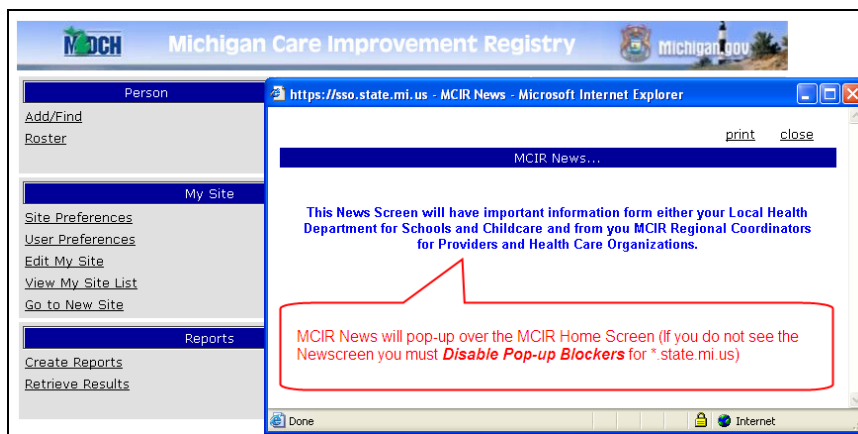 MDCH Michigan Care Improvement Registry Michigan.gov
Person
Add/Find
Roster
My Site
Site Preferences
User Preferences
Edit My Site
View My Site List
Go to New Site
Reports
Create Reports
Retrieve Results
https://sso.state.mi.us - MCIR News - Microsoft Internet Explorer
print close
MCIR News...
This News Screen will have important information form either your Local Health
Department for Schools and Childcare and from you MCIR Regional Coordinators
for Providers and Health Care Organizations.
MCIR News will pop-up over the MCIR Home Screen (If you do not see the
Newscreen you must Disable Pop-up Blockers for *.state.mi.us)
Done Internet